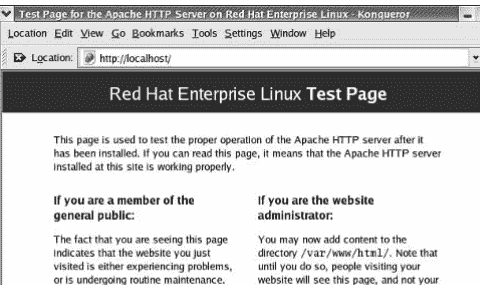 Test Page for the Apache HTTP Server on Red Hat Enterprise Linux - Konqueror
Location Edit View Go Bookmarks Tools Settings Window Help
Location: http://localhost/
Red Hat Enterprise Linux Test Page
This page is used to test the proper operation of the Apache HTTP server after it
has been installed. If you can read this page, it means that the Apache HTTP server
installed at this site is working properly.
If you are a member of the
general public:
The fact that you are seeing this page
indicates that the website you just
visited is either experiencing problems,
or is undergoing routine maintenance.
If you are the website
administrator:
You may now add content to the
directory /var/www/html/. Note that
until you do so, people visiting your
website will see this page, and not your